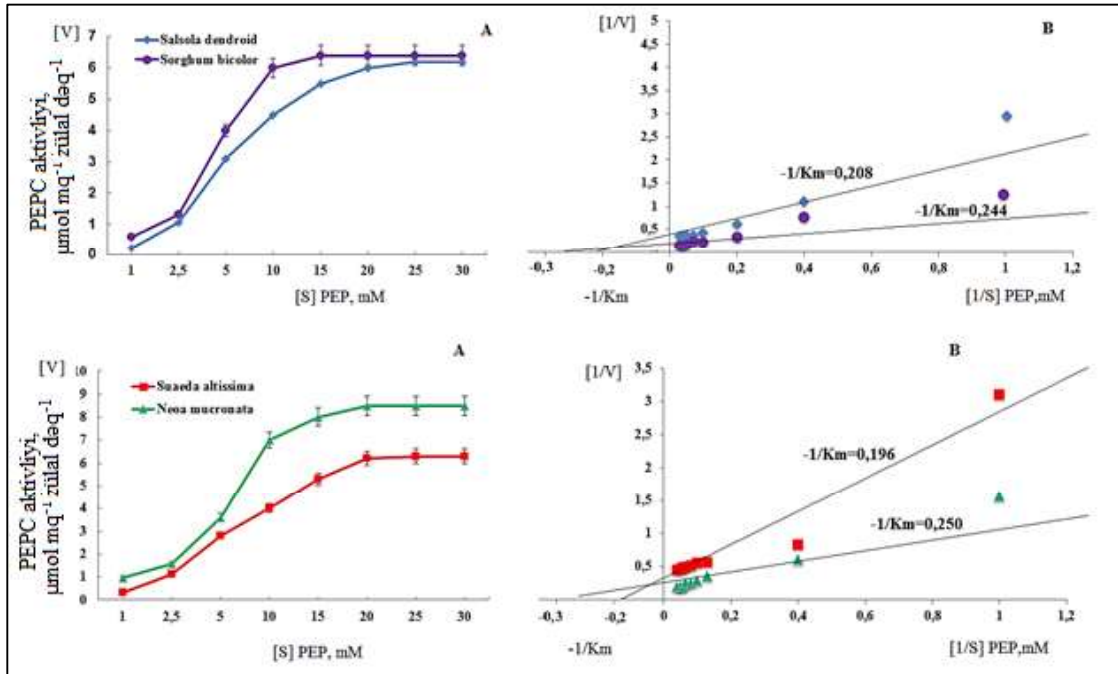 [V]
A
7
6
5
4
3
2
1
0
Salsola dendroid
Sorghum bicolor
PEPC aktivliyi,
µmol mq⁻¹ zülal dəq⁻¹
1 2,5 5 10 15 20 25 30
[S] PEP, mM
[1/V]
B
5
4,5
4
3,5
3
2,5
2
1,5
1
0,5
0
-1/Km=0,208
-1/Km=0,244
-0,3 -0,2 0 0,2 0,4 0,6 0,8 1 1,2
-1/Km
[1/S] PEP,mM
[V]
A
10
9
8
7
6
5
4
3
2
1
0
Suaeda altissima
Nooa mucronata
PEPC aktivliyi,
µmol mq⁻¹ zülal dəq⁻¹
1 2,5 5 10 15 20 25 30
[S] PEP, mM
[1/V]
B
3,5
3
2,5
2
1,5
1
0,5
-1/Km=0,196
-1/Km=0,250
-0,3 -0,2 0 0,2 0,4 0,6 0,8 1 1,2
-1/Km
[1/S] PEP,mM